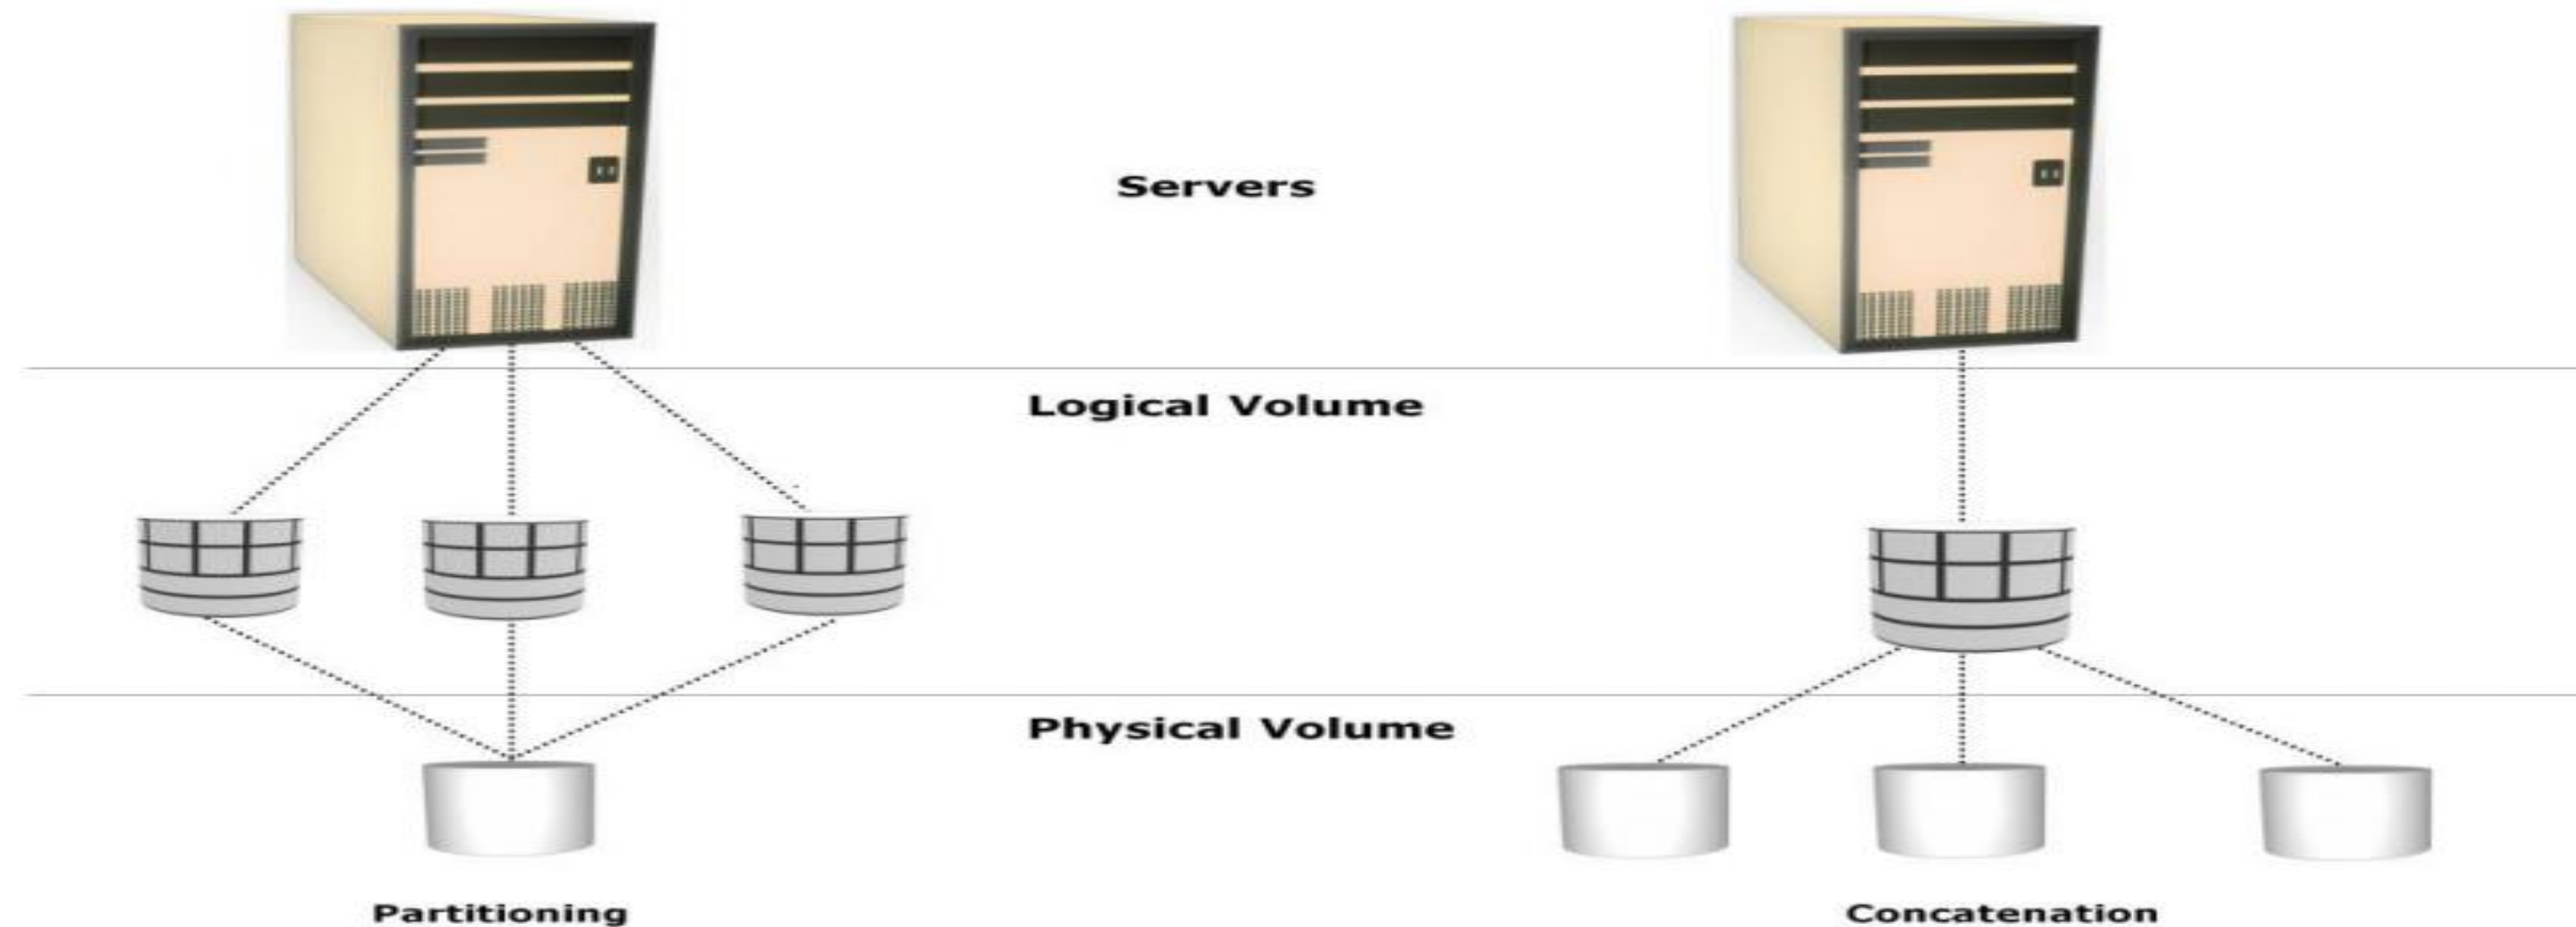 Servers
Logical Volume
Physical Volume
Partitioning
Concatenation